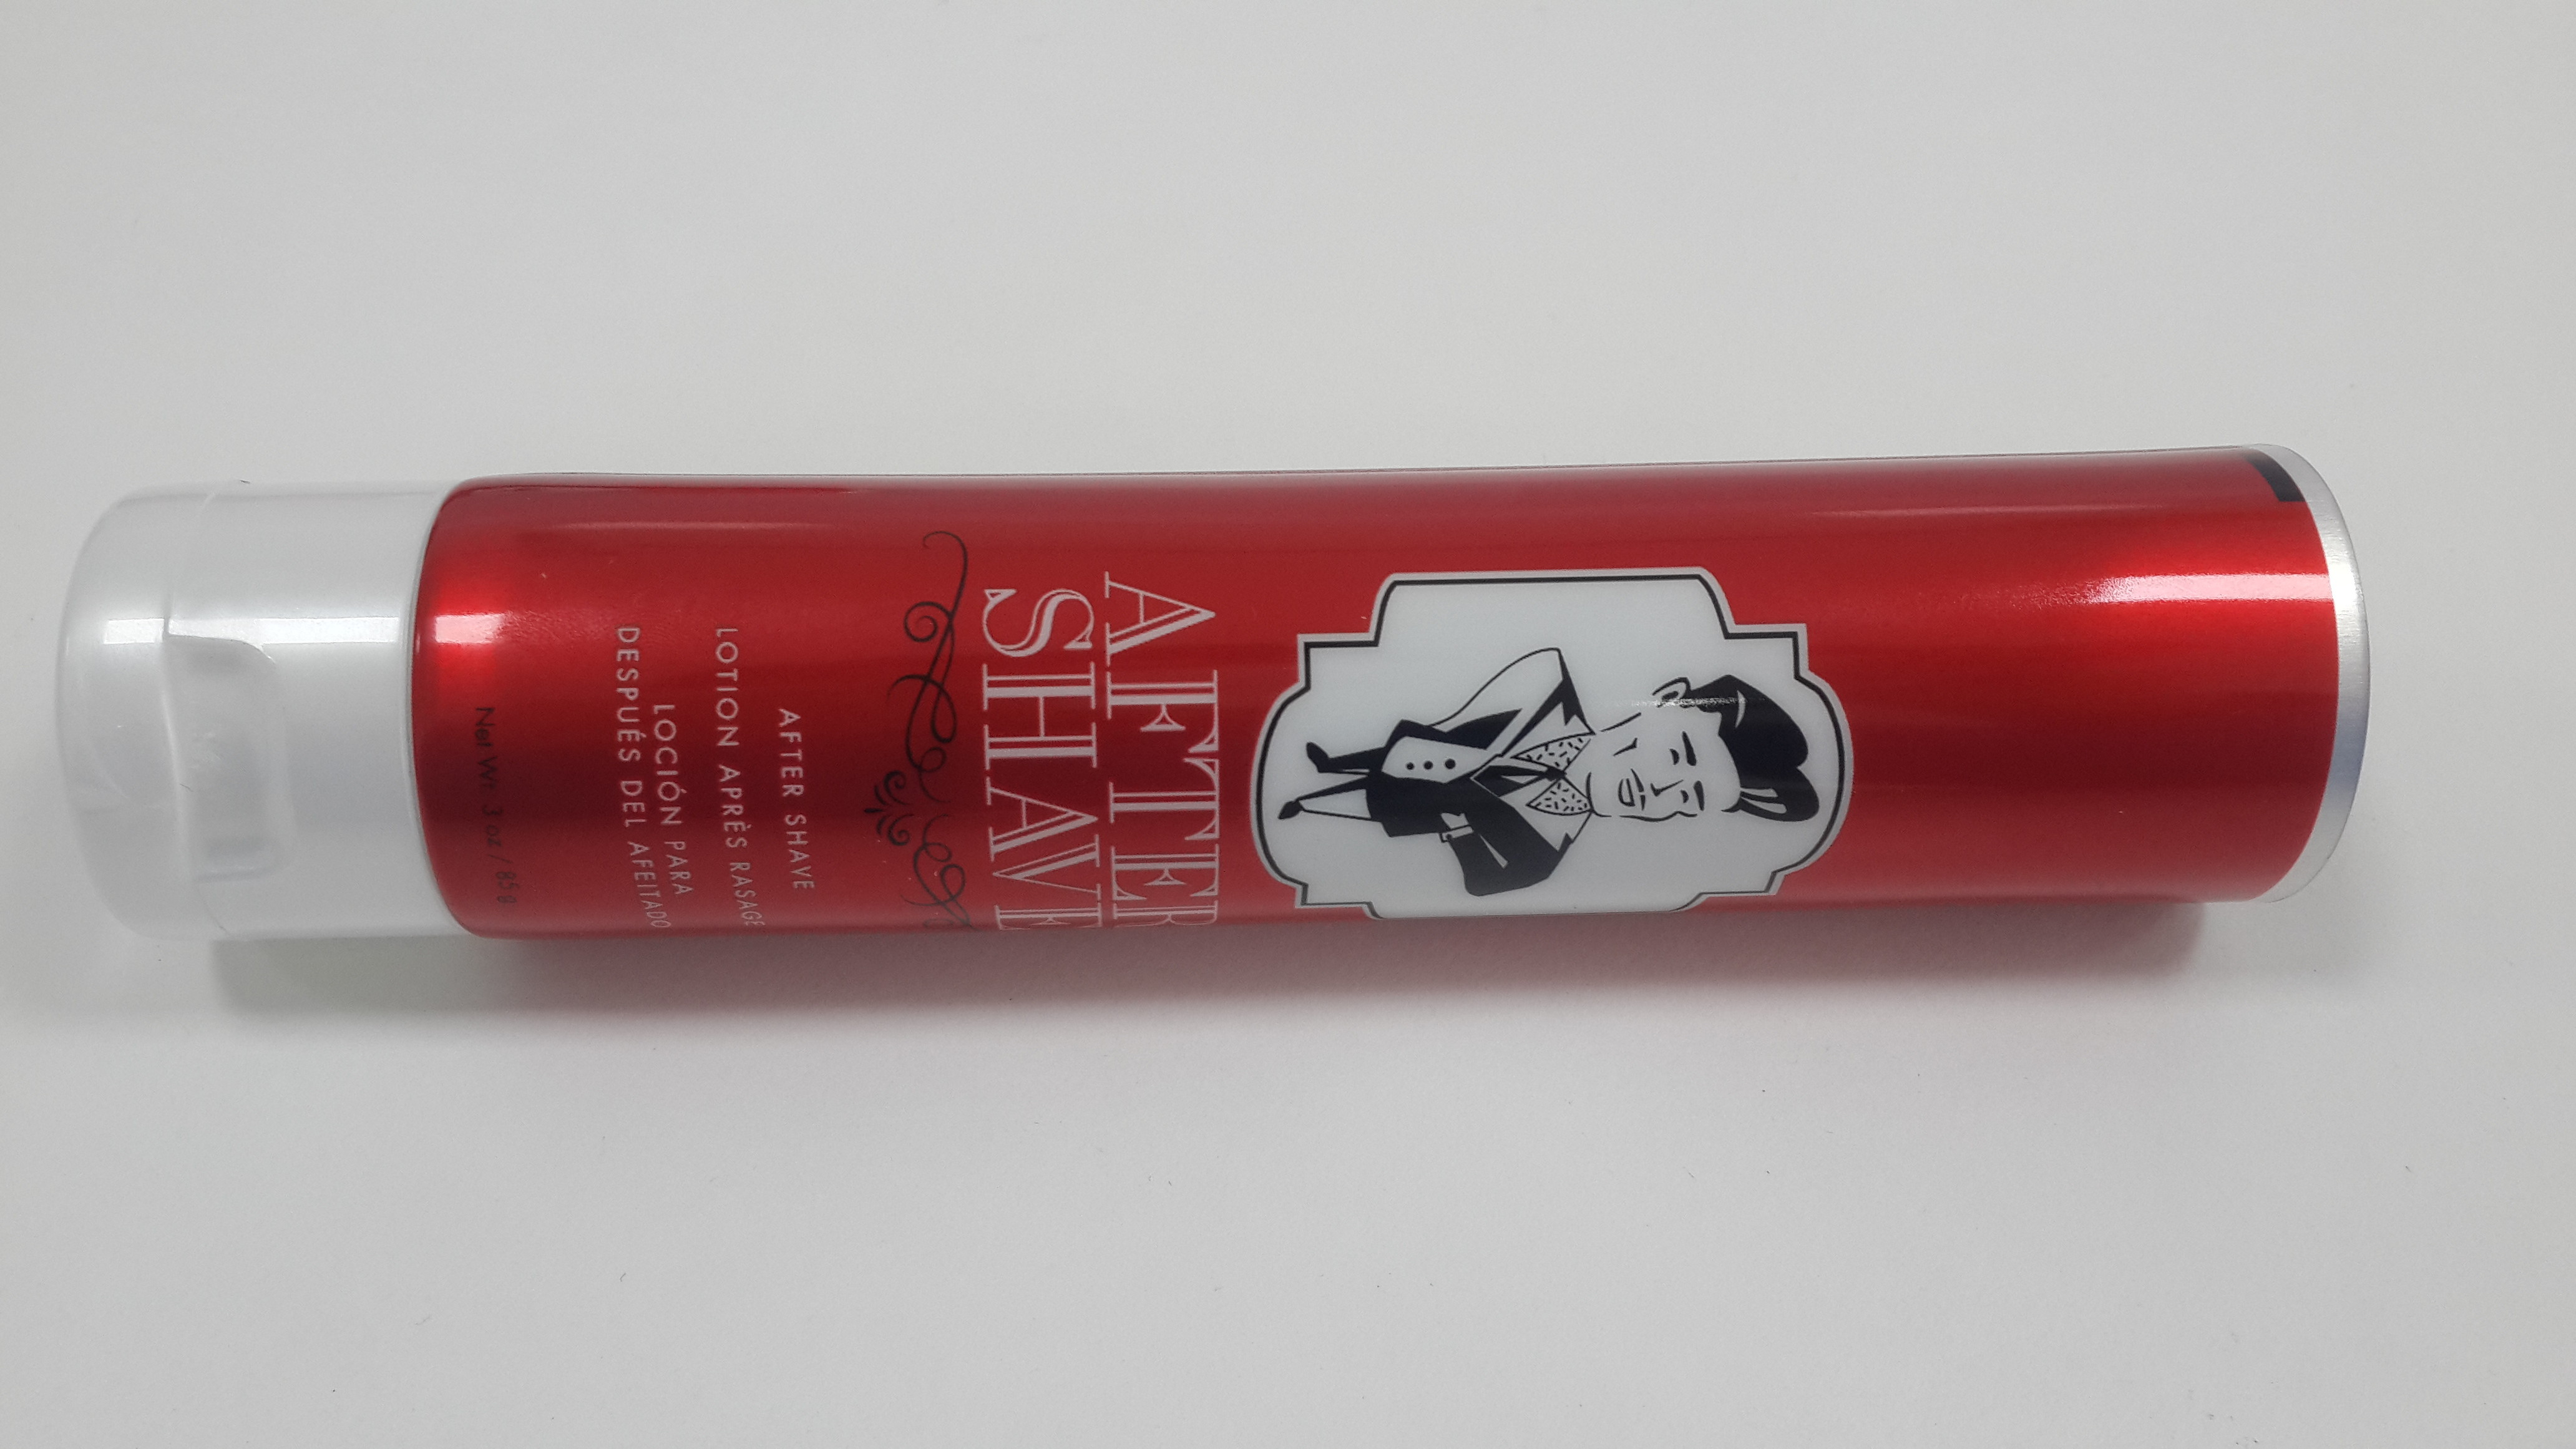 AFTER
SHAVE
AFTER SHAVE
LOTION APRÈS RASAGE
LOCIÓN PARA
DESPUÉS DEL AFEITADO
Net Wt. 3 oz / 85 g